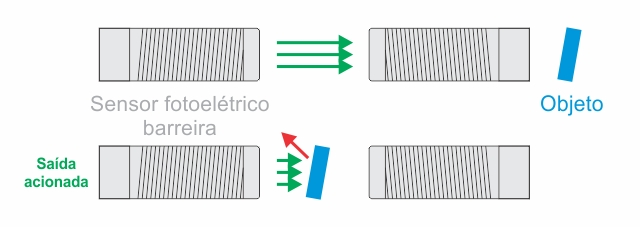 Sensor fotoelétrico
barreira
Objeto
Saída
acionada